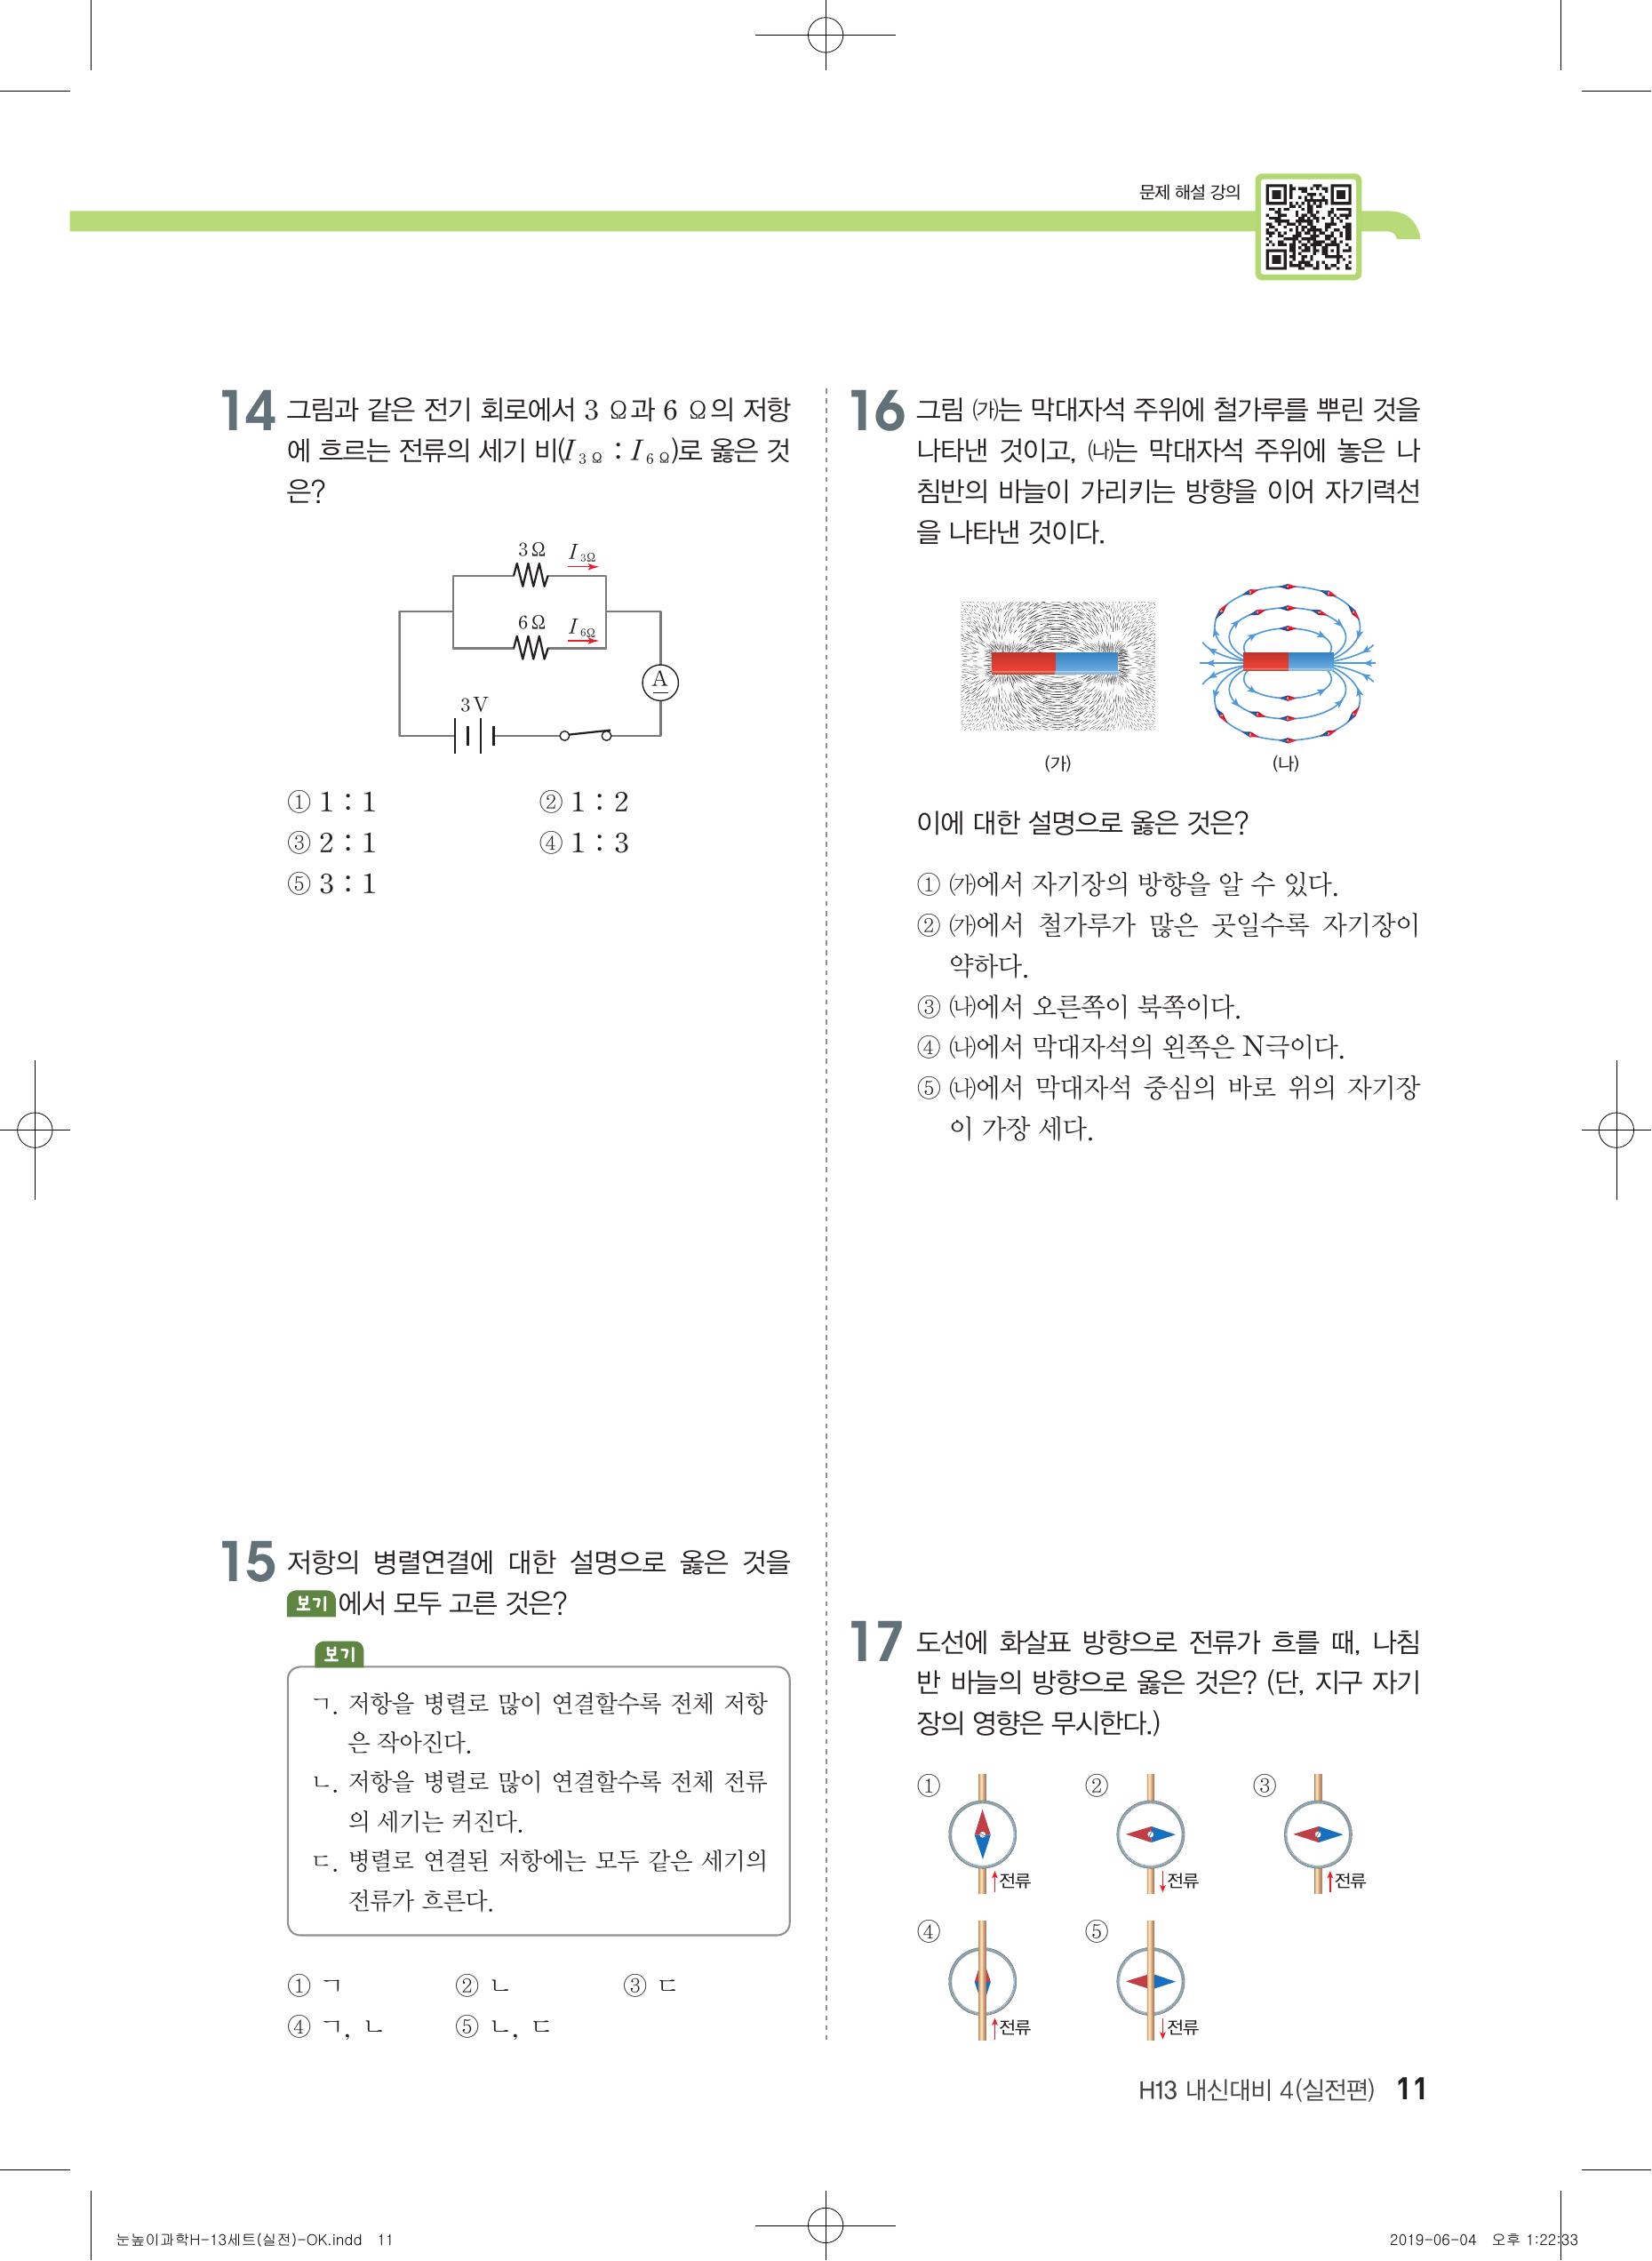 문제 해설 강의
14 그림과 같은 전기 회로에서 3 Ω과 6 Ω의 저항
에 흐르는 전류의 세기 비(I3Ω : I6Ω)로 옳은 것
은?
3Ω I3Ω
6Ω I6Ω
A
3V
① 1 : 1 ② 1 : 2
③ 2 : 1 ④ 1 : 3
⑤ 3 : 1
15 저항의 병렬연결에 대한 설명으로 옳은 것을
보기 에서 모두 고른 것은?
보기
ㄱ. 저항을 병렬로 많이 연결할수록 전체 저항
은 작아진다.
ㄴ. 저항을 병렬로 많이 연결할수록 전체 전류
의 세기는 커진다.
ㄷ. 병렬로 연결된 저항에는 모두 같은 세기의
전류가 흐른다.
① ㄱ ② ㄴ ③ ㄷ
④ ㄱ, ㄴ ⑤ ㄴ, ㄷ
16 그림 ㈎는 막대자석 주위에 철가루를 뿌린 것을
나타낸 것이고, ㈏는 막대자석 주위에 놓은 나
침반의 바늘이 가리키는 방향을 이어 자기력선
을 나타낸 것이다.
(가) (나)
이에 대한 설명으로 옳은 것은?
① ㈎에서 자기장의 방향을 알 수 있다.
② ㈎에서 철가루가 많은 곳일수록 자기장이
약하다.
③ ㈏에서 오른쪽이 북쪽이다.
④ ㈏에서 막대자석의 왼쪽은 N극이다.
⑤ ㈏에서 막대자석 중심의 바로 위의 자기장
이 가장 세다.
17 도선에 화살표 방향으로 전류가 흐를 때, 나침
반 바늘의 방향으로 옳은 것은? (단, 지구 자기
장의 영향은 무시한다.)
① ② ③
↑전류 ↓전류 ↑전류
④ ⑤
↑전류 ↓전류
H13 내신대비 4(실전편) 11
눈높이과학H-13세트(실전)-OK.indd 11 2019-06-04 오후 1:22:33